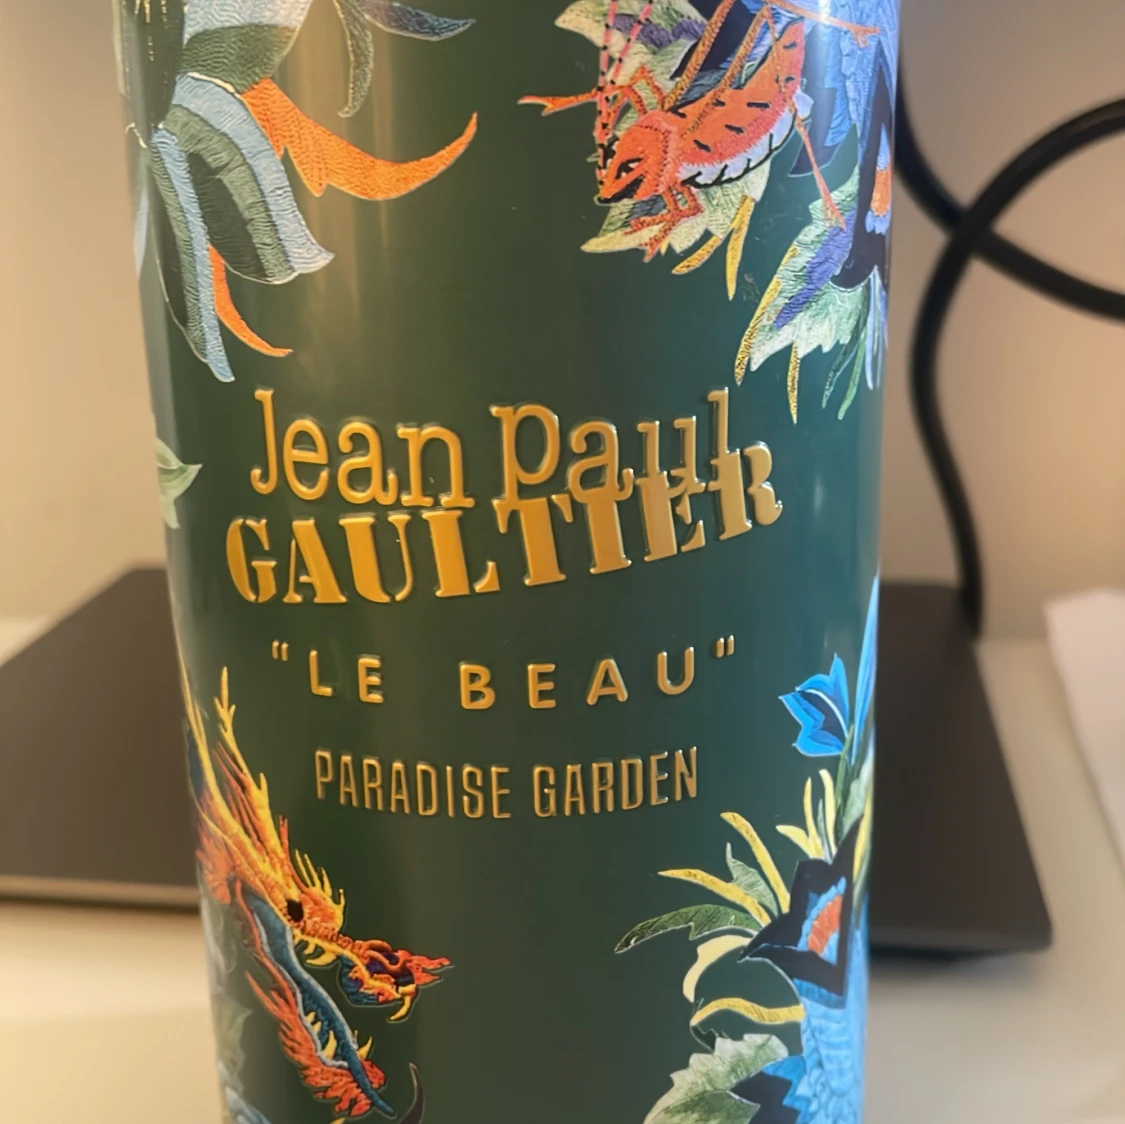 Jean Paul
GAULTIER
"LE BEAU"
PARADISE GARDEN